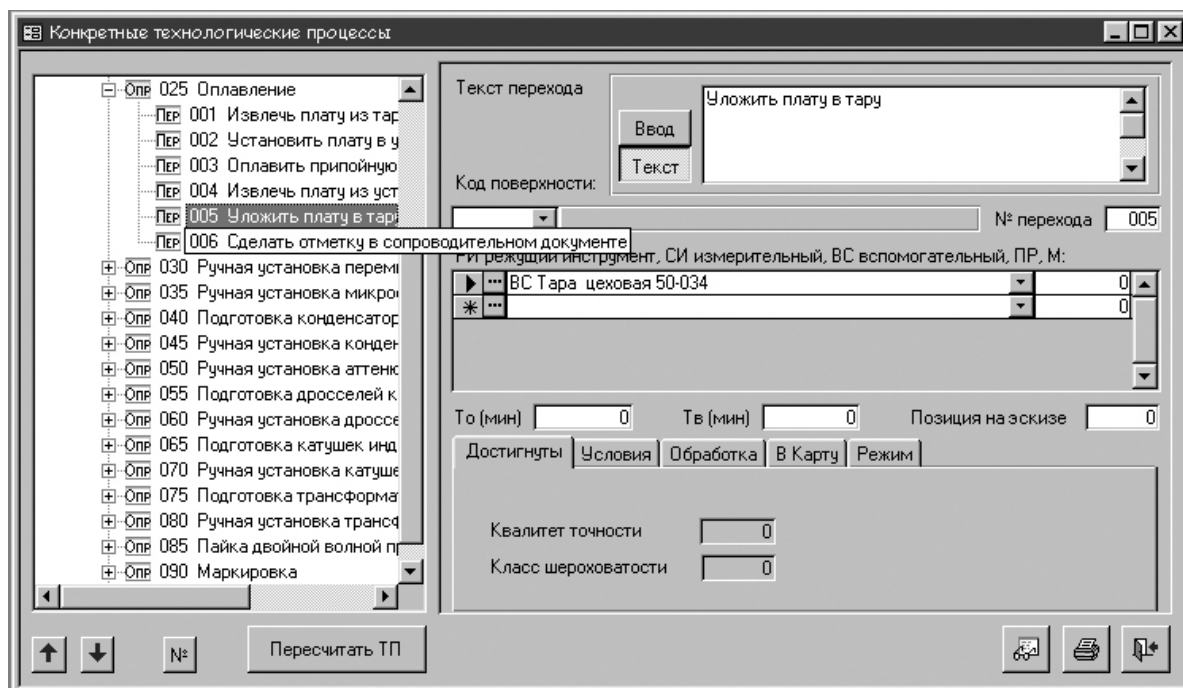 Конкретные технологические процессы
Опр 025 Оплавление
Пер 001 Извлечь плату из тар
Пер 002 Установить плату в у
Пер 003 Оплавить припойную
Пер 004 Извлечь плату из уст
Пер 005 Уложить плату в тар
Пер 006 Сделать отметку в сопроводительном документе
Опр 030 Ручная установка перемы
Опр 035 Ручная установка микро
Опр 040 Подготовка конденсатор
Опр 045 Ручная установка конден
Опр 050 Ручная установка аттеню
Опр 055 Подготовка дросселей к
Опр 060 Ручная установка дроссе
Опр 065 Подготовка катушек инд
Опр 070 Ручная установка катуше
Опр 075 Подготовка трансформа
Опр 080 Ручная установка трансф
Опр 085 Пайка двойной волной п
Опр 090 Маркировка
№
Пересчитать ТП
Текст перехода
Ввод
Текст
Уложить плату в тару
Код поверхности:
№ перехода 005
РИ режущий инструмент, СИ измерительный, ВС вспомогательный, ПР, М:
ВС Тара цеховая 50-034 0
0
То (мин) 0 Тв (мин) 0 Позиция на эскизе 0
Достигнуты Условия Обработка В Карту Режим
Квалитет точности 0
Класс шероховатости 0